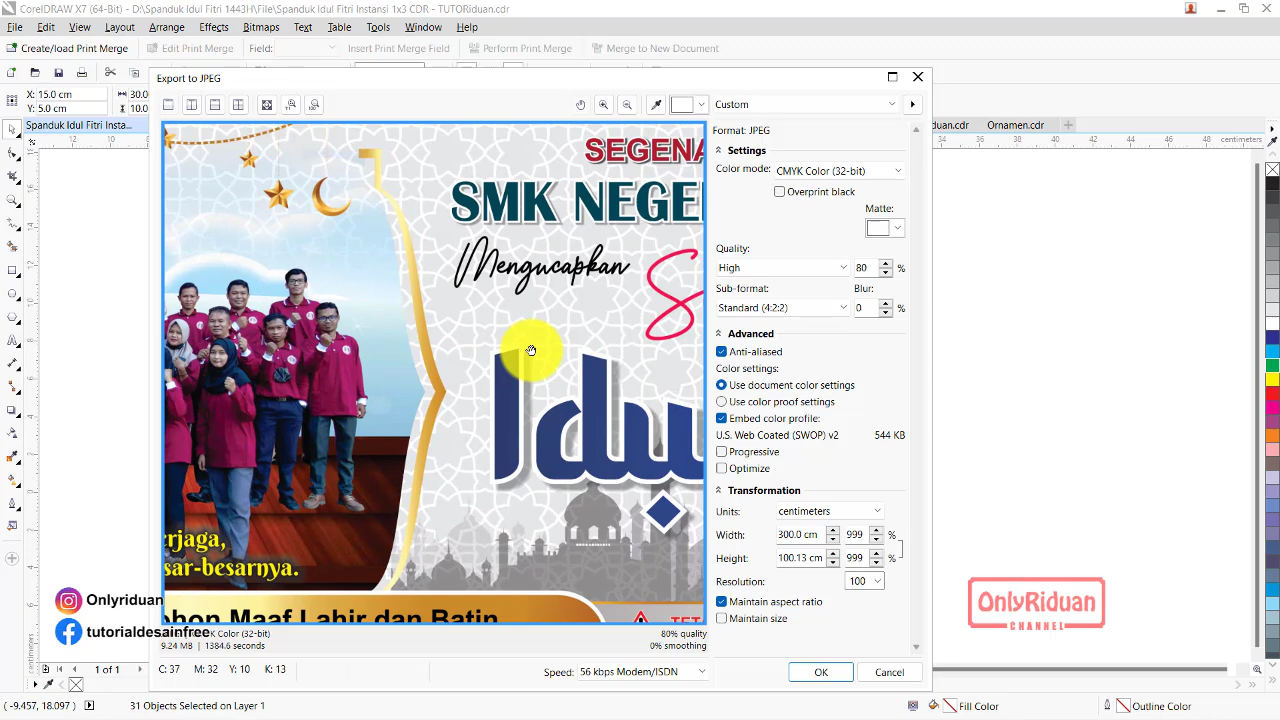 CorelDRAW X7 (64-Bit) - D:\Spanduk Idul Fitri 1443H\File\Spanduk Idul Fitri Instansi 1x3 CDR - TUTORiduan.cdr
File Edit View Layout Arrange Effects Bitmaps Text Table Tools Window Help
Create/load Print Merge Edit Print Merge Field: Insert Print Merge Field Perform Print Merge Merge to New Document
X: 15.0 cm
Y: 5.0 cm
Spanduk Idul Fitri Insta...
Ornamen.cdr
centimeters
Export to JPEG
Custom
Format: JPEG
Settings
Color mode: CMYK Color (32-bit)
Overprint black
Matte:
Quality:
High 80 %
Sub-format: Blur:
Standard (4:2:2) 0 %
Advanced
Anti-aliased
Color settings:
Use document color settings
Use color proof settings
Embed color profile:
U.S. Web Coated (SWOP) v2 544 KB
Progressive
Optimize
Transformation
Units: centimeters
Width: 300.0 cm 999 %
Height: 100.13 cm 999 %
Resolution: 100
Maintain aspect ratio
Maintain size
SEGENA
SMK NEGE
Mengucapkan
S
Idu
erjaga,
sar-besarnya.
ohon Maaf Lahir dan Batin
TET
Color (32-bit) 80% quality
9.24 MB | 1384.6 seconds 0% smoothing
C: 37 M: 32 Y: 10 K: 13
Speed: 56 kbps Modem/ISDN
OK Cancel
Onlyriduan
tutorialdesainfree
OnlyRiduan
CHANNEL
1 of 1
(-9.457, 18.097) 31 Objects Selected on Layer 1 Fill Color Outline Color